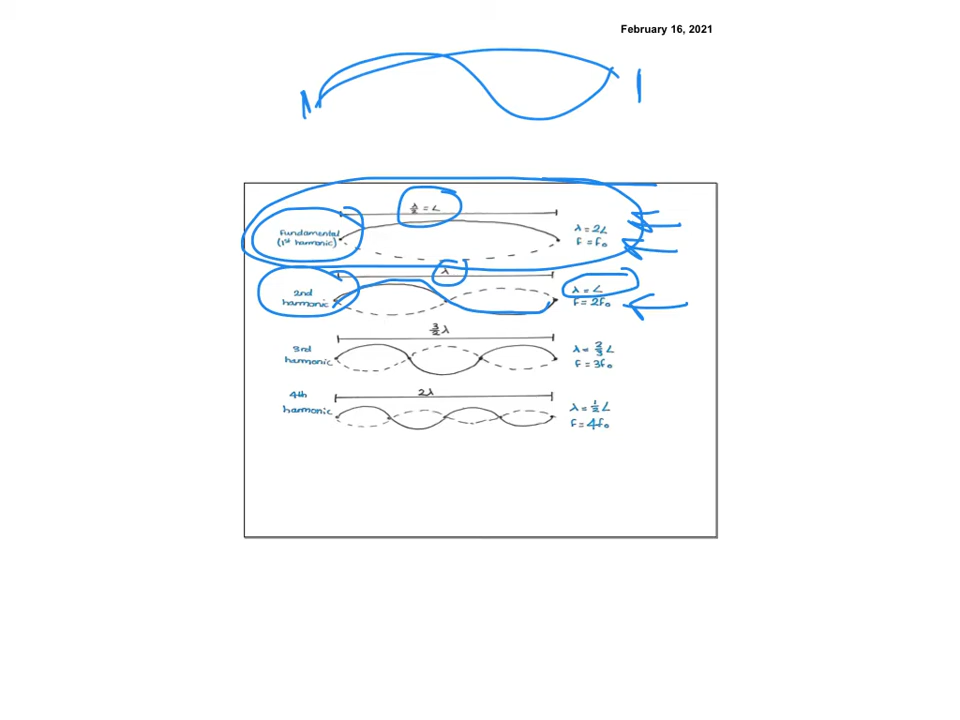 February 16, 2021
λ/2 = L
Fundamental
(1st harmonic)
λ = 2L
f = f₀
λ
2nd
harmonic
λ = L
f = 2f₀
3/2 λ
3rd
harmonic
λ = 2/3 L
f = 3f₀
2λ
4th
harmonic
λ = 1/2 L
f = 4f₀